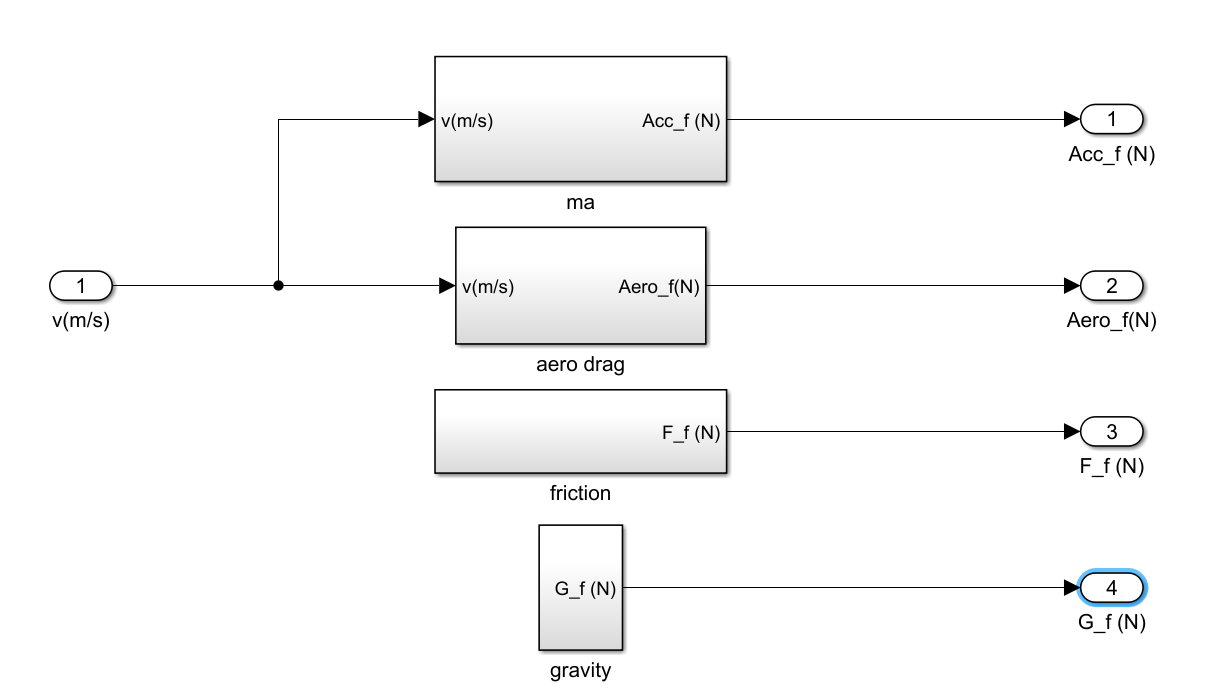 v(m/s)
Acc_f (N)
ma
1
Acc_f (N)
1
v(m/s)
v(m/s)
Aero_f(N)
aero drag
2
Aero_f(N)
F_f (N)
friction
3
F_f (N)
G_f (N)
gravity
4
G_f (N)